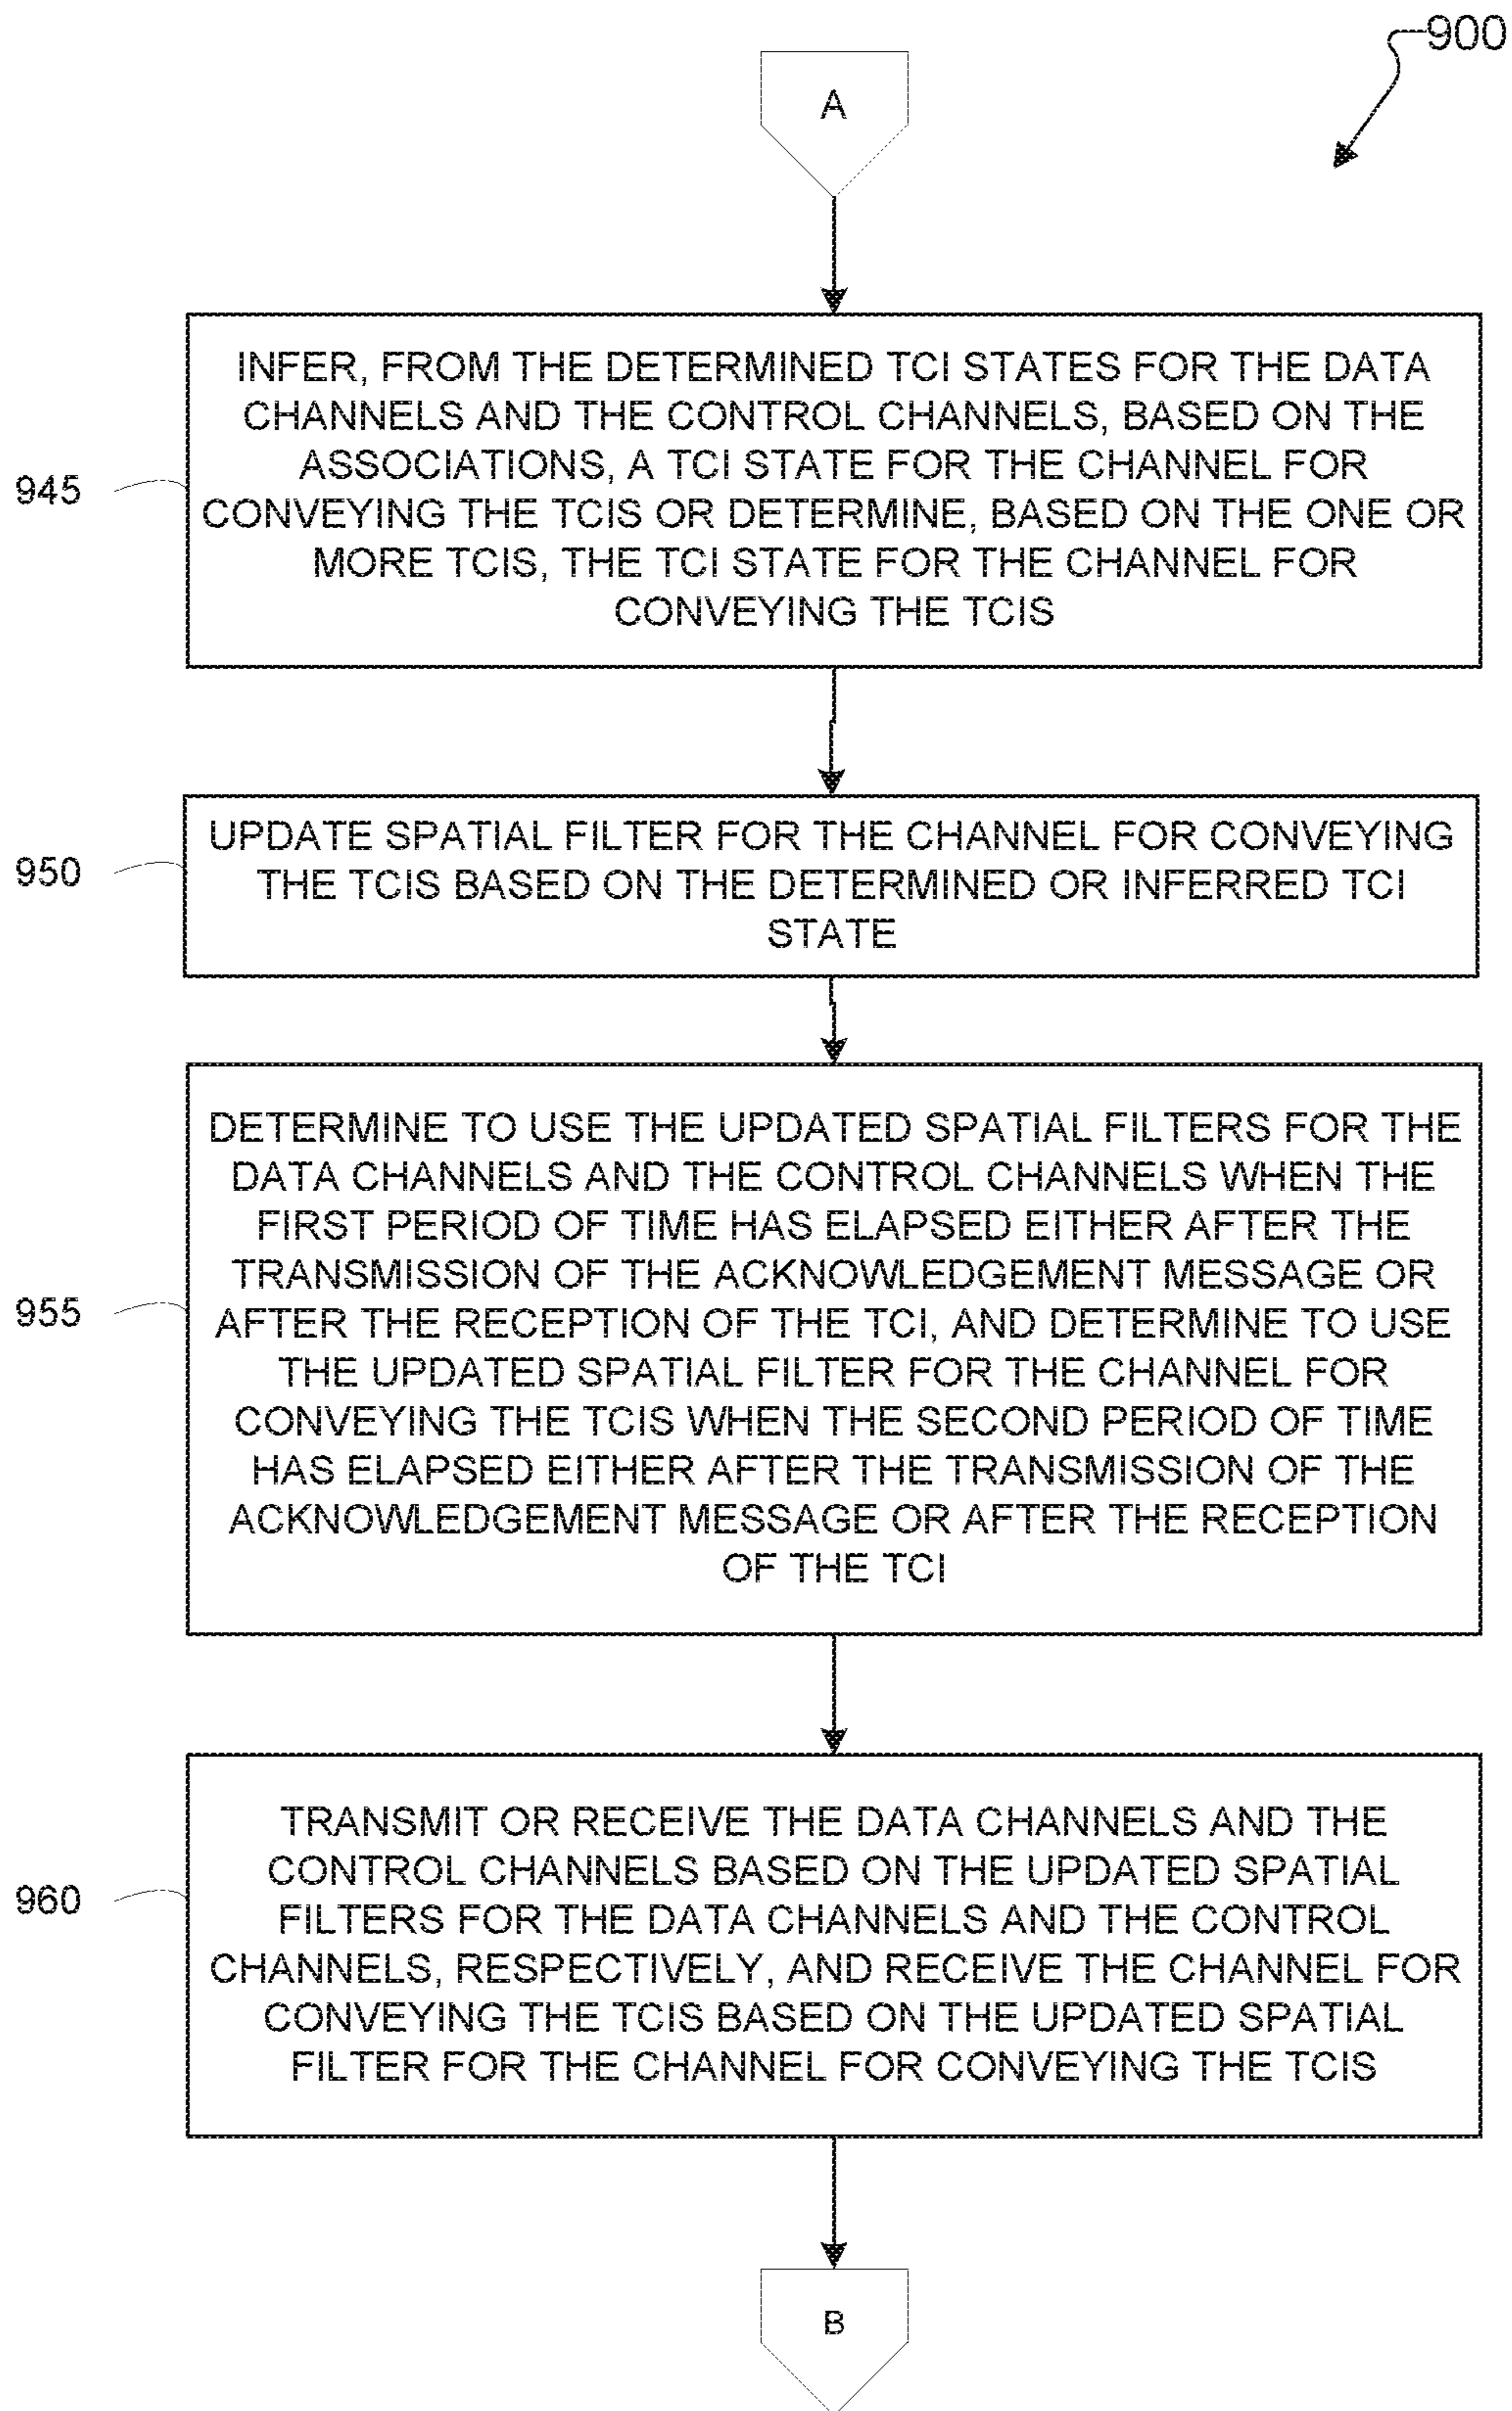 900
A
INFER, FROM THE DETERMINED TCI STATES FOR THE DATA
CHANNELS AND THE CONTROL CHANNELS, BASED ON THE
ASSOCIATIONS, A TCI STATE FOR THE CHANNEL FOR
CONVEYING THE TCIS OR DETERMINE, BASED ON THE ONE OR
MORE TCIS, THE TCI STATE FOR THE CHANNEL FOR
CONVEYING THE TCIS
945
UPDATE SPATIAL FILTER FOR THE CHANNEL FOR CONVEYING
THE TCIS BASED ON THE DETERMINED OR INFERRED TCI
STATE
950
DETERMINE TO USE THE UPDATED SPATIAL FILTERS FOR THE
DATA CHANNELS AND THE CONTROL CHANNELS WHEN THE
FIRST PERIOD OF TIME HAS ELAPSED EITHER AFTER THE
TRANSMISSION OF THE ACKNOWLEDGEMENT MESSAGE OR
AFTER THE RECEPTION OF THE TCI, AND DETERMINE TO USE
THE UPDATED SPATIAL FILTER FOR THE CHANNEL FOR
CONVEYING THE TCIS WHEN THE SECOND PERIOD OF TIME
HAS ELAPSED EITHER AFTER THE TRANSMISSION OF THE
ACKNOWLEDGEMENT MESSAGE OR AFTER THE RECEPTION
OF THE TCI
955
TRANSMIT OR RECEIVE THE DATA CHANNELS AND THE
CONTROL CHANNELS BASED ON THE UPDATED SPATIAL
FILTERS FOR THE DATA CHANNELS AND THE CONTROL
CHANNELS, RESPECTIVELY, AND RECEIVE THE CHANNEL FOR
CONVEYING THE TCIS BASED ON THE UPDATED SPATIAL
FILTER FOR THE CHANNEL FOR CONVEYING THE TCIS
960
B